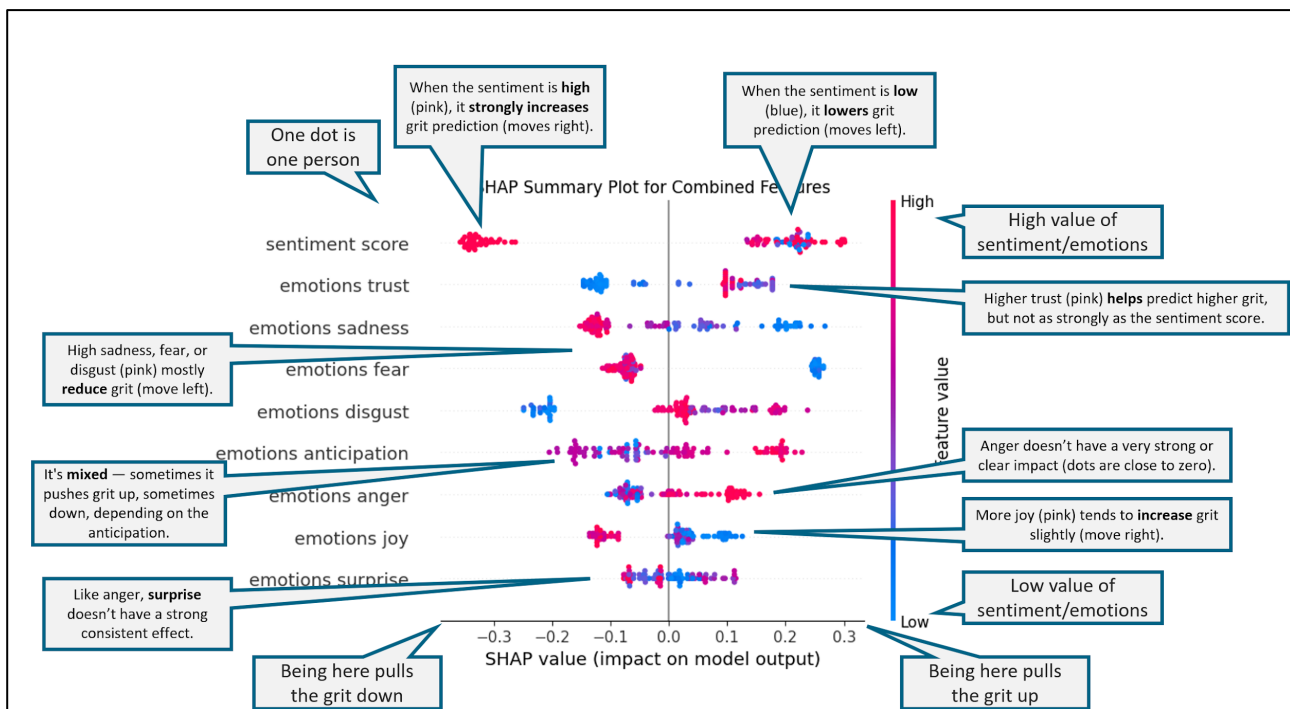 When the sentiment is high
(pink), it strongly increases
grit prediction (moves right).
When the sentiment is low
(blue), it lowers grit
prediction (moves left).
One dot is
one person
SHAP Summary Plot for Combined Features
High
High value of
sentiment/emotions
sentiment score
emotions trust
Higher trust (pink) helps predict higher grit,
but not as strongly as the sentiment score.
emotions sadness
High sadness, fear, or
disgust (pink) mostly
reduce grit (move left).
emotions fear
emotions disgust
Feature value
emotions anticipation
Anger doesn’t have a very strong or
clear impact (dots are close to zero).
It's mixed — sometimes it
pushes grit up, sometimes
down, depending on the
anticipation.
emotions anger
More joy (pink) tends to increase grit
slightly (move right).
emotions joy
emotions surprise
Like anger, surprise
doesn’t have a strong
consistent effect.
Low value of
sentiment/emotions
Low
−0.3 −0.2 −0.1 0.0 0.1 0.2 0.3
SHAP value (impact on model output)
Being here pulls
the grit down
Being here pulls
the grit up